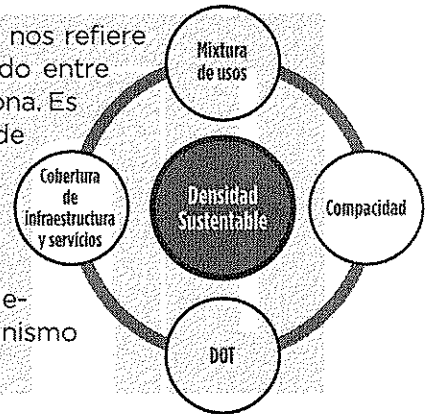 nos refiere
do entre
ona. Es
de
e-
nismo
Mixtura
de usos
Cobertura
de
infraestructura
y servicios
Densidad
Sustentable
Compacidad
DOT